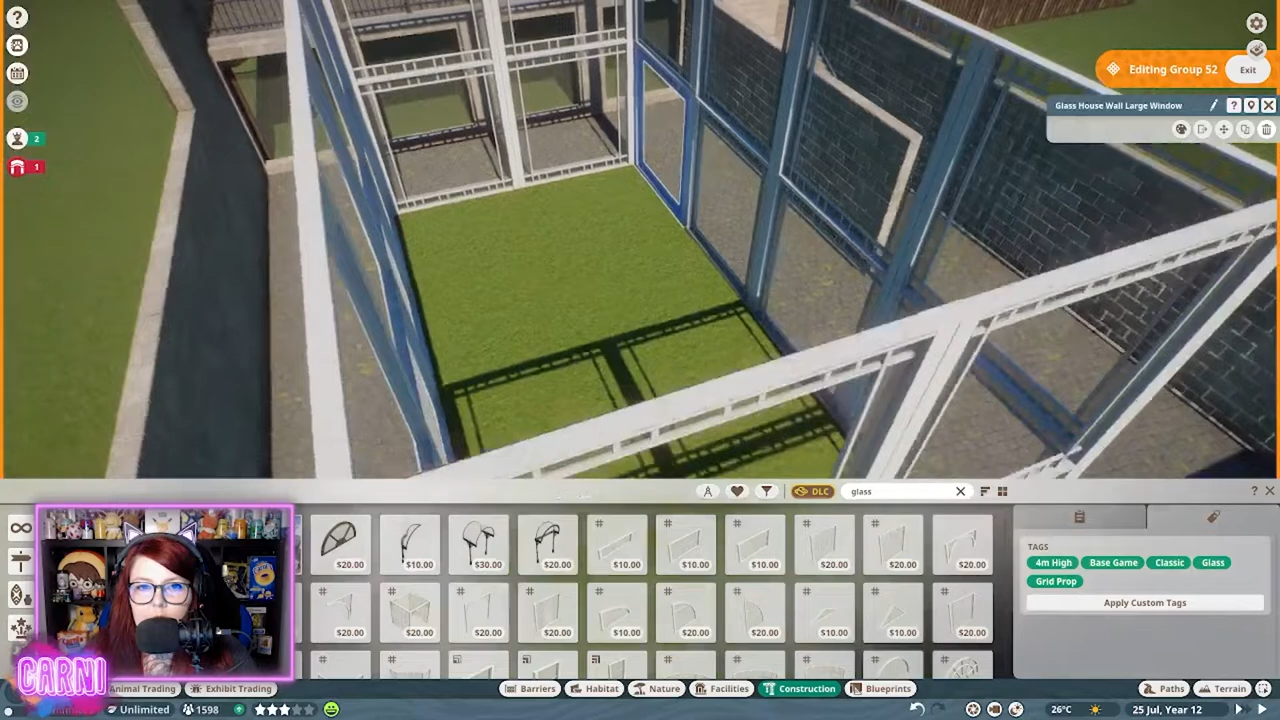 Editing Group 52
Exit
Glass House Wall Large Window
2
1
DLC
glass
$20.00 $10.00 $30.00 $20.00 $10.00 $10.00 $10.00 $20.00 $20.00 $20.00
$20.00 $20.00 $20.00 $20.00 $10.00 $10.00 $20.00 $10.00 $10.00 $20.00
TAGS
4m High Base Game Classic Glass
Grid Prop
Apply Custom Tags
CARNI
Animal Trading Exhibit Trading Barriers Habitat Nature Facilities Construction Blueprints Paths Terrain
Unlimited 1598 26°C 25 Jul, Year 12